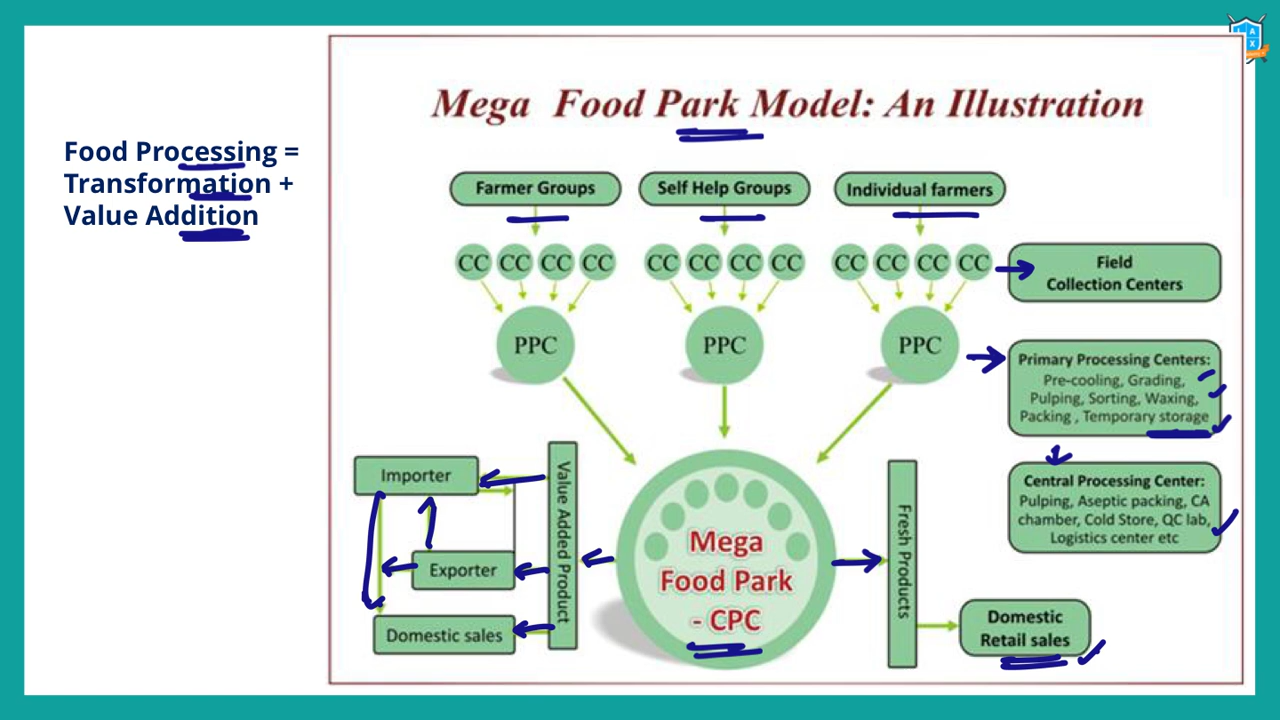 Food Processing =
Transformation +
Value Addition
Mega Food Park Model: An Illustration
Farmer Groups
Self Help Groups
Individual farmers
CC CC CC CC
CC CC CC CC
CC CC CC CC
Field
Collection Centers
PPC
PPC
PPC
Primary Processing Centers:
Pre-cooling, Grading,
Pulping, Sorting, Waxing,
Packing , Temporary storage
Central Processing Center:
Pulping, Aseptic packing, CA
chamber, Cold Store, QC lab,
Logistics center etc
Importer
Exporter
Domestic sales
Value Added Product
Mega
Food Park
- CPC
Fresh Products
Domestic
Retail sales